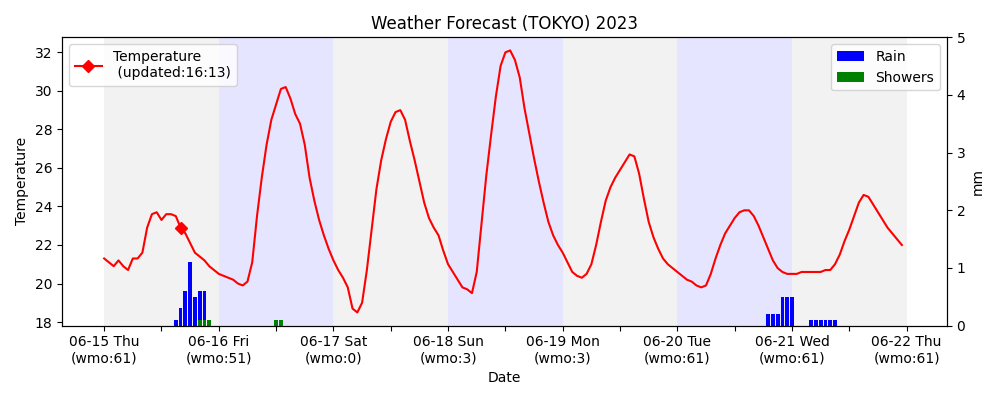 Weather Forecast (TOKYO) 2023
Temperature
(updated:16:13)
Rain
Showers
Temperature
32
30
28
26
24
22
20
18
5
4
3
2
1
0
mm
06-15 Thu
(wmo:61)
06-16 Fri
(wmo:51)
06-17 Sat
(wmo:0)
06-18 Sun
(wmo:3)
06-19 Mon
(wmo:3)
06-20 Tue
(wmo:61)
06-21 Wed
(wmo:61)
06-22 Thu
(wmo:61)
Date